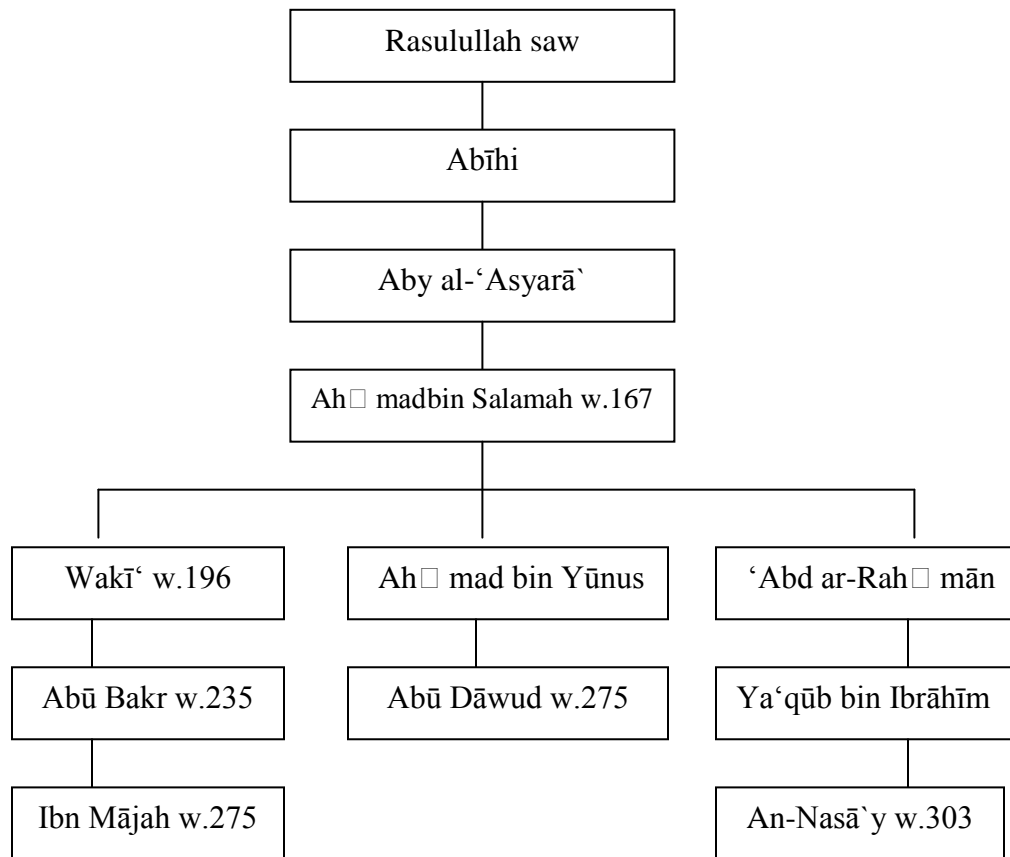 Rasulullah saw
Abīhi
Aby al-‘Asyarā`
Ah□ madbin Salamah w.167
Wakī‘ w.196
Ah□ mad bin Yūnus
‘Abd ar-Rah□ mān
Abū Bakr w.235
Abū Dāwud w.275
Ya‘qūb bin Ibrāhīm
Ibn Mājah w.275
An-Nasā`y w.303